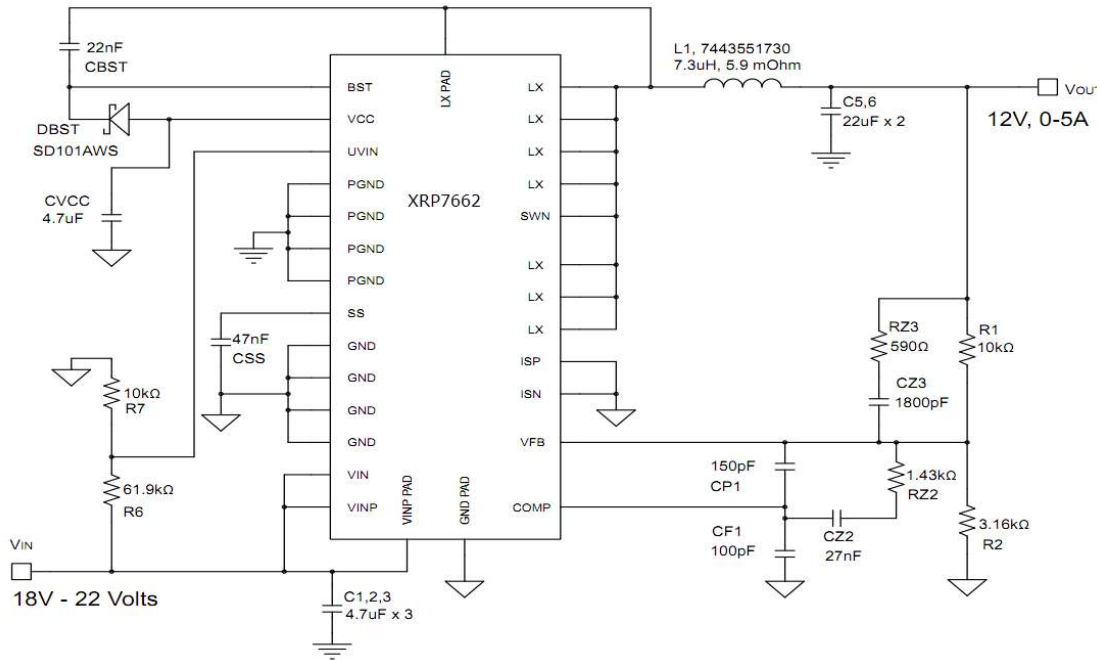 22nF
CBST
DBST
SD101AWS
CVCC
4.7uF
47nF
CSS
10kΩ
R7
61.9kΩ
R6
VIN
18V - 22 Volts
C1,2,3
4.7uF x 3
XRP7662
LX PAD
BST
VCC
UVIN
PGND
PGND
PGND
PGND
SS
GND
GND
GND
GND
VIN
VINP
VINP PAD
GND PAD
LX
LX
LX
LX
SWN
LX
LX
LX
ISP
ISN
VFB
COMP
L1, 7443551730
7.3uH, 5.9 mOhm
C5,6
22uF x 2
VOUT
12V, 0-5A
RZ3
590Ω
CZ3
1800pF
R1
10kΩ
150pF
CP1
1.43kΩ
RZ2
CF1
100pF
CZ2
27nF
3.16kΩ
R2